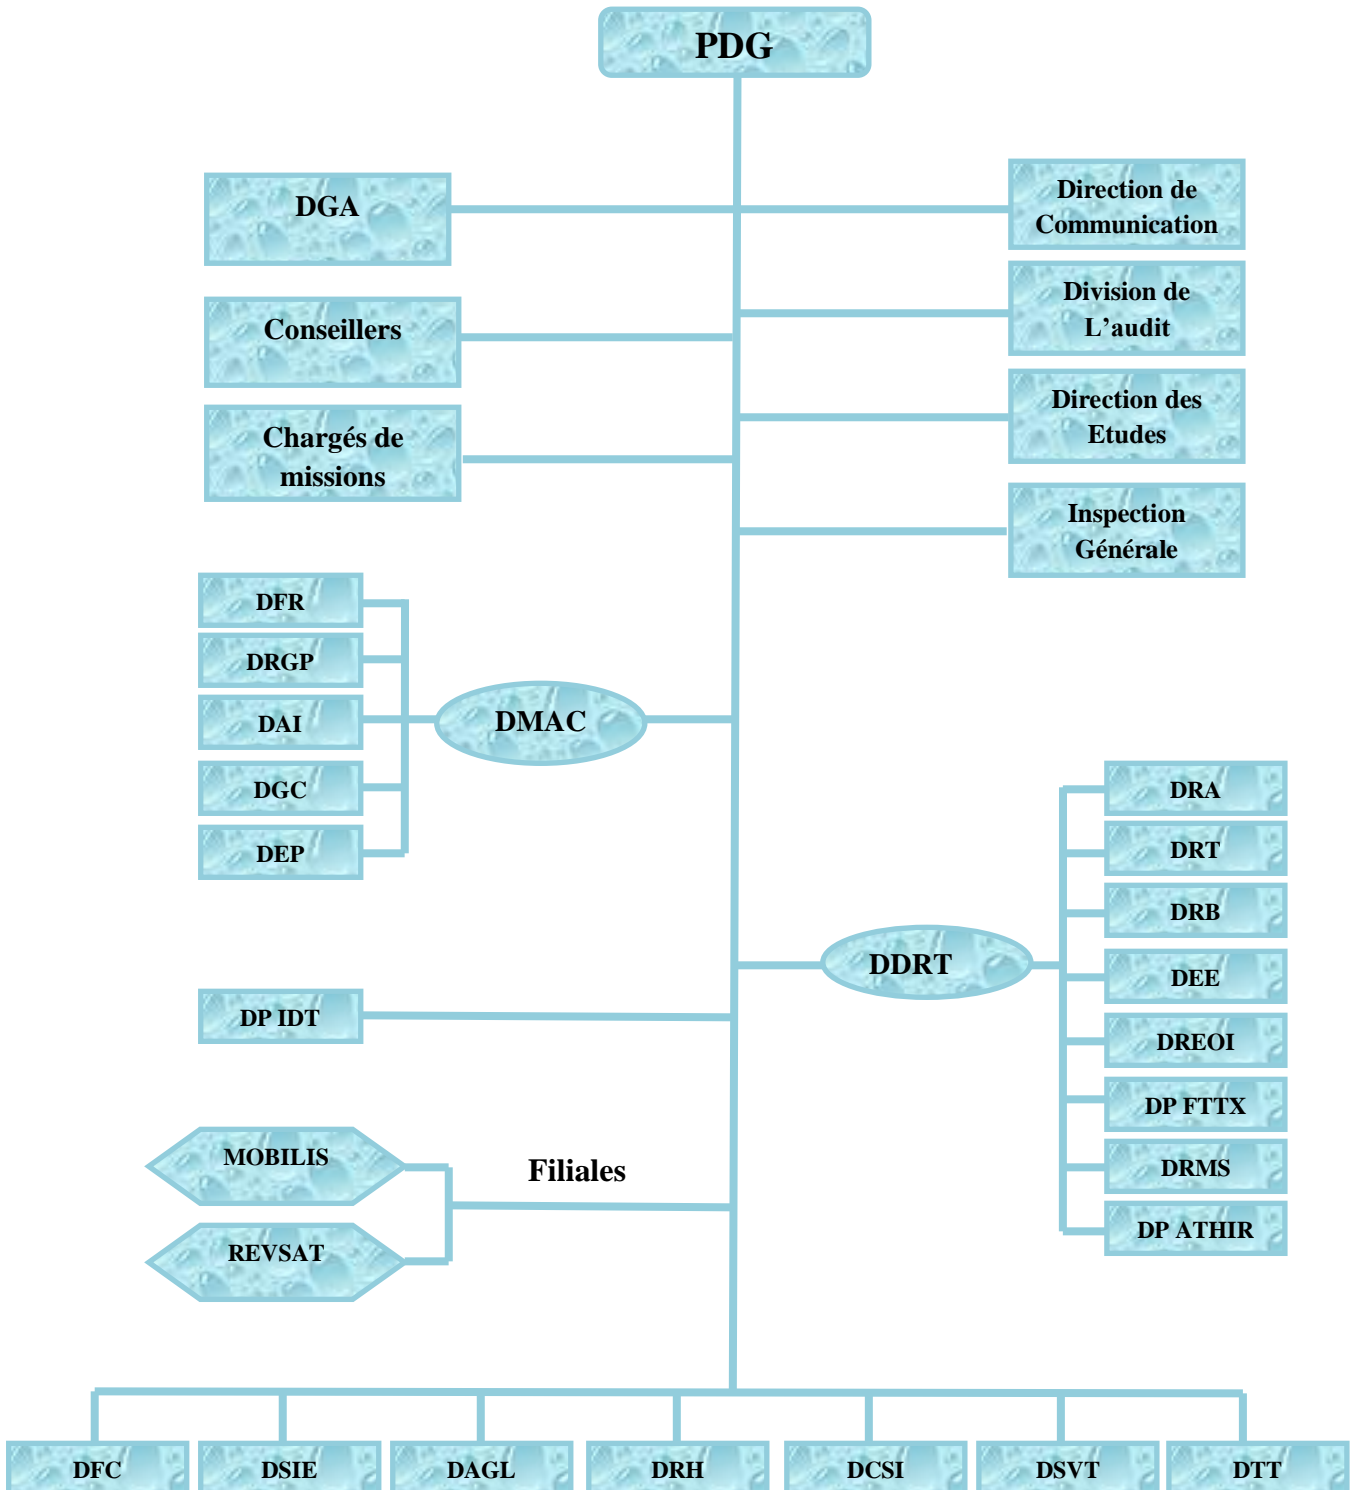 PDG
DGA
Direction de
Communication
Conseillers
Division de
L’audit
Chargés de
missions
Direction des
Etudes
Inspection
Générale
DFR
DRGP
DAI
DGC
DEP
DMAC
DDRT
DRA
DRT
DRB
DEE
DREOI
DP FTTX
DRMS
DP ATHIR
DP IDT
MOBILIS
REVSAT
Filiales
DFC
DSIE
DAGL
DRH
DCSI
DSVT
DTT